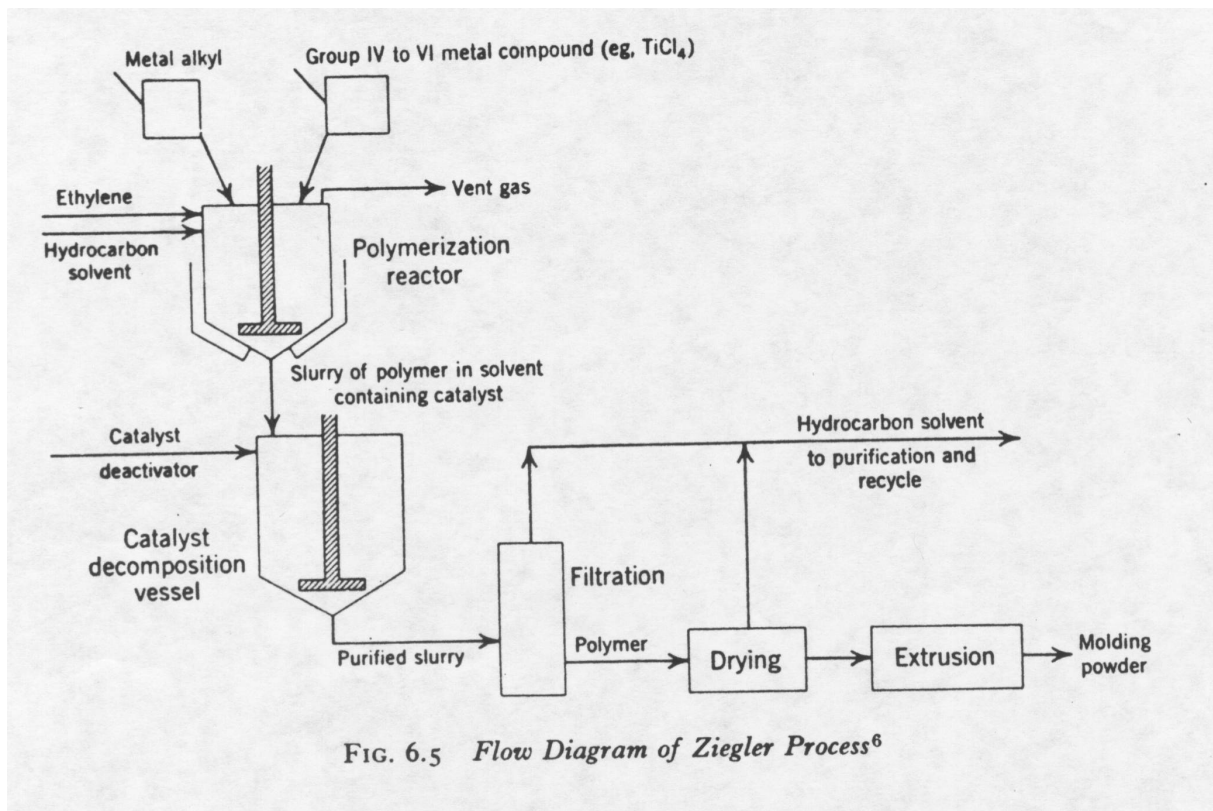 Metal alkyl
Group IV to VI metal compound (eg, TiCl₄)
Vent gas
Ethylene
Hydrocarbon
solvent
Polymerization
reactor
Slurry of polymer in solvent
containing catalyst
Catalyst
deactivator
Hydrocarbon solvent
to purification and
recycle
Catalyst
decomposition
vessel
Filtration
Purified slurry
Polymer
Drying
Extrusion
Molding
powder
FIG. 6.5 Flow Diagram of Ziegler Process⁶